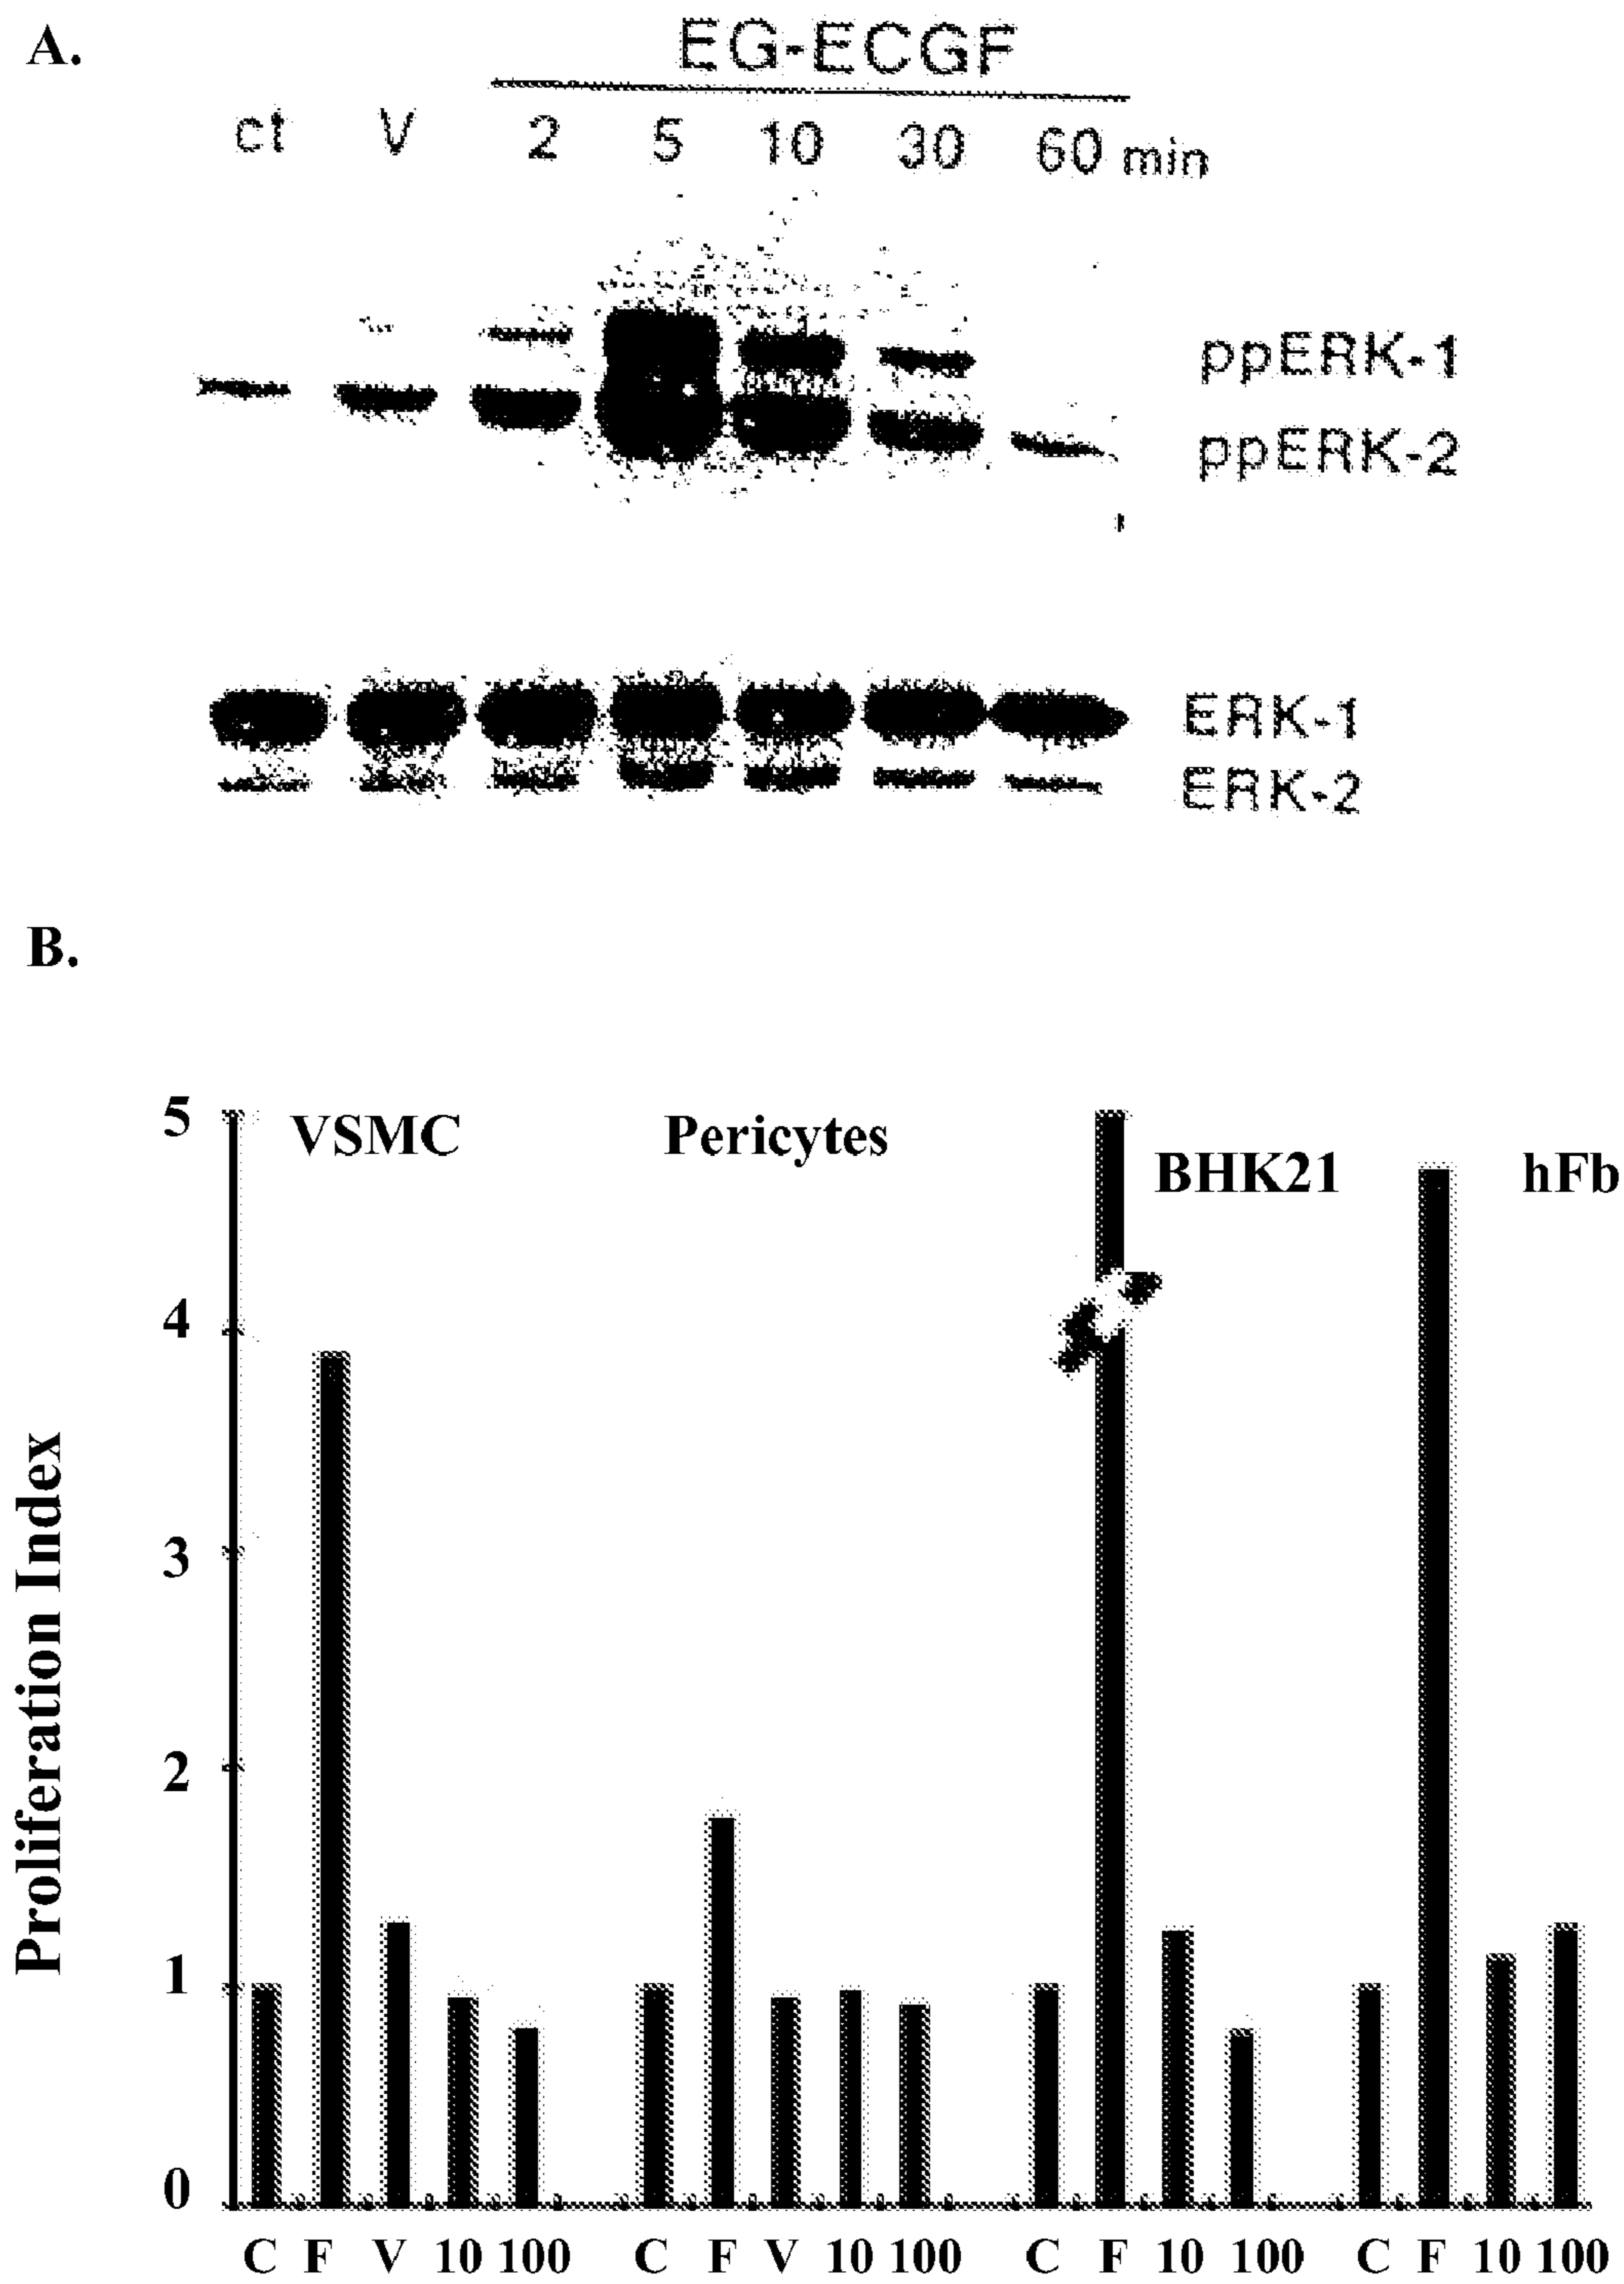 A.
EG-ECGF
ct V 2 5 10 30 60 min
ppERK-1
ppERK-2
ERK-1
ERK-2
B.
5
4
3
2
1
0
Proliferation Index
VSMC
Pericytes
BHK21
hFb
C F V 10 100 C F V 10 100 C F 10 100 C F 10 100